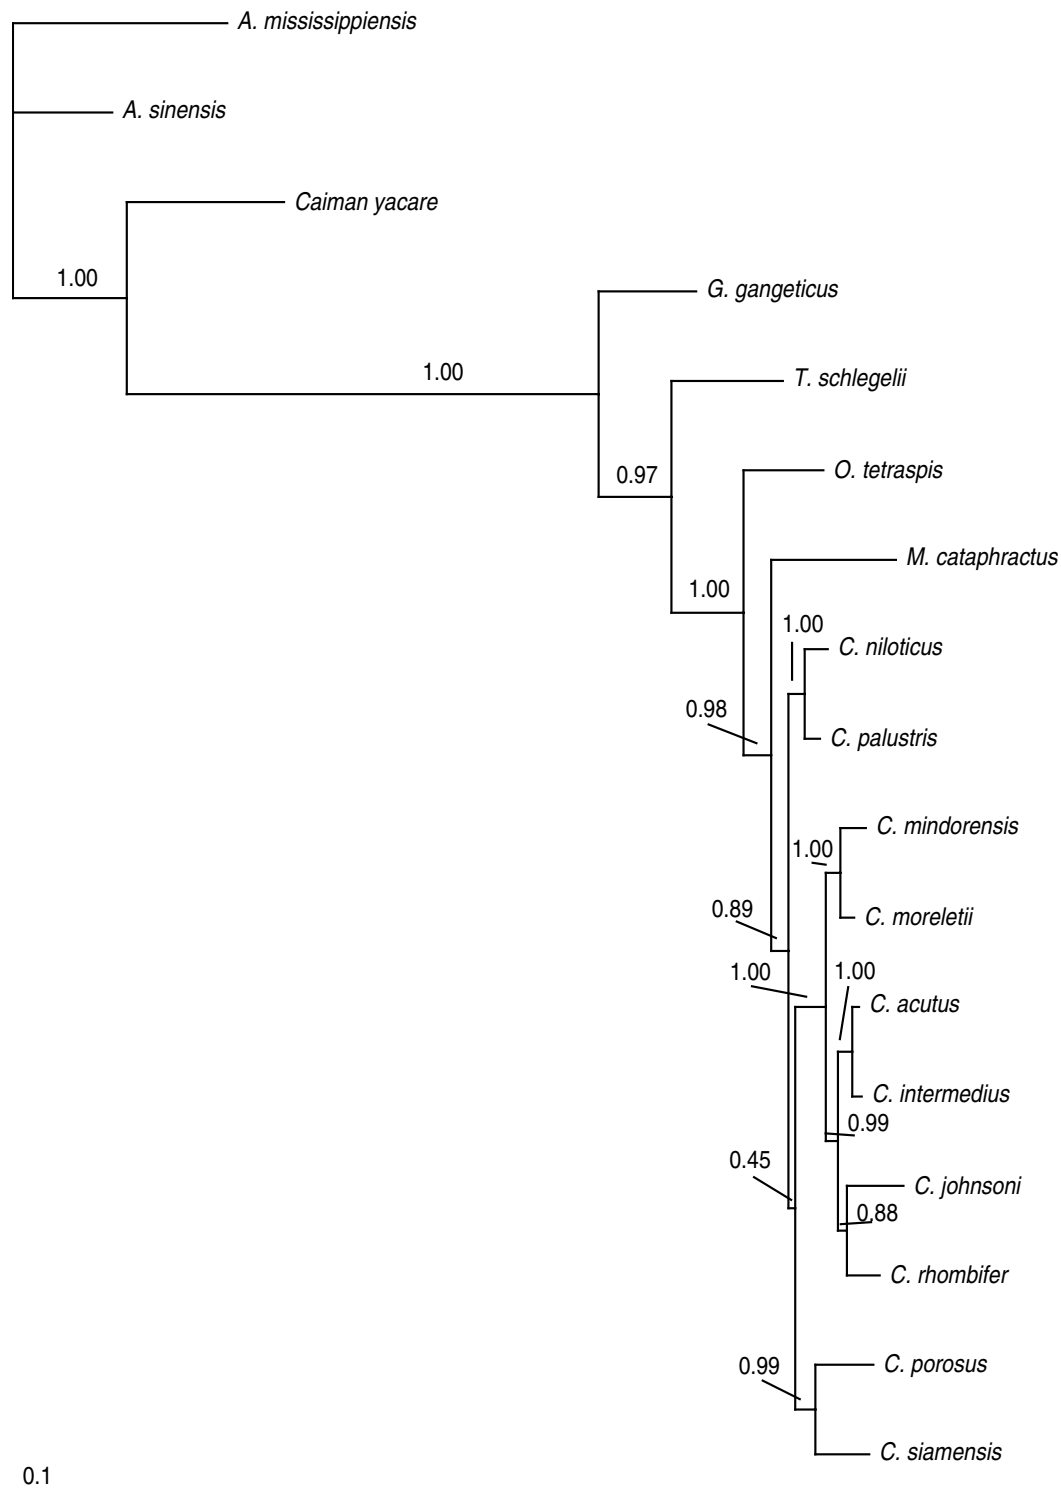 A. mississippiensis
A. sinensis
Caiman yacare
1.00
G. gangeticus
1.00
T. schlegelii
0.97
O. tetraspis
M. cataphractus
1.00
1.00
C. niloticus
0.98
C. palustris
C. mindorensis
1.00
0.89
C. moreletii
1.00
1.00
C. acutus
C. intermedius
0.99
0.45
C. johnsoni
0.88
C. rhombifer
0.99
C. porosus
C. siamensis
0.1